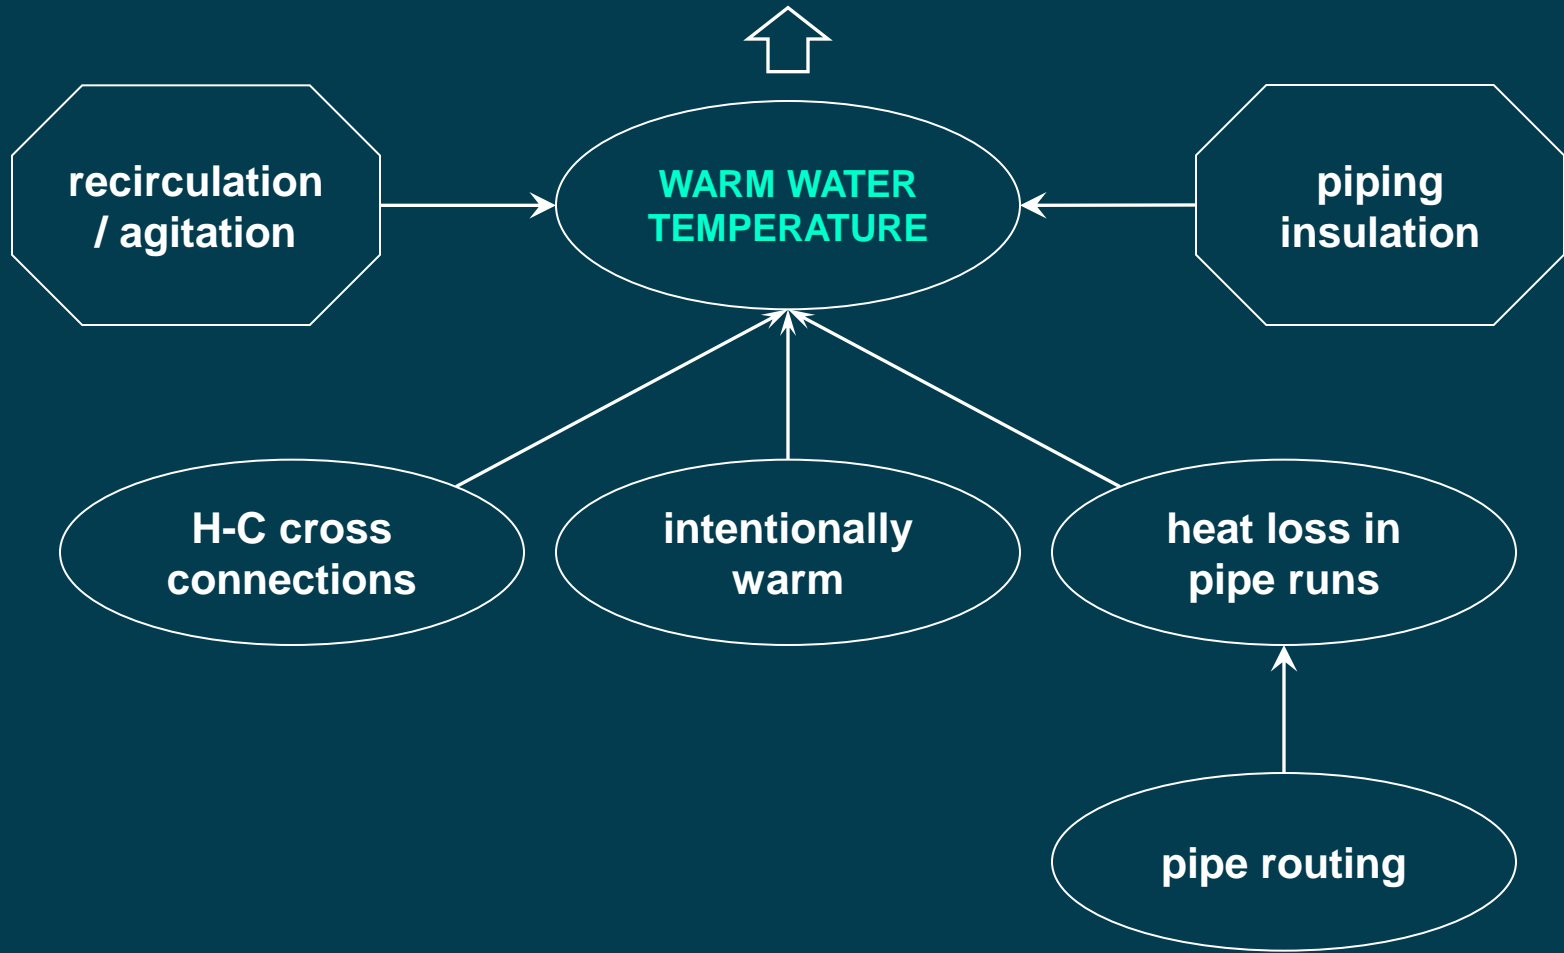 recirculation
/ agitation
WARM WATER
TEMPERATURE
piping
insulation
H-C cross
connections
intentionally
warm
heat loss in
pipe runs
pipe routing